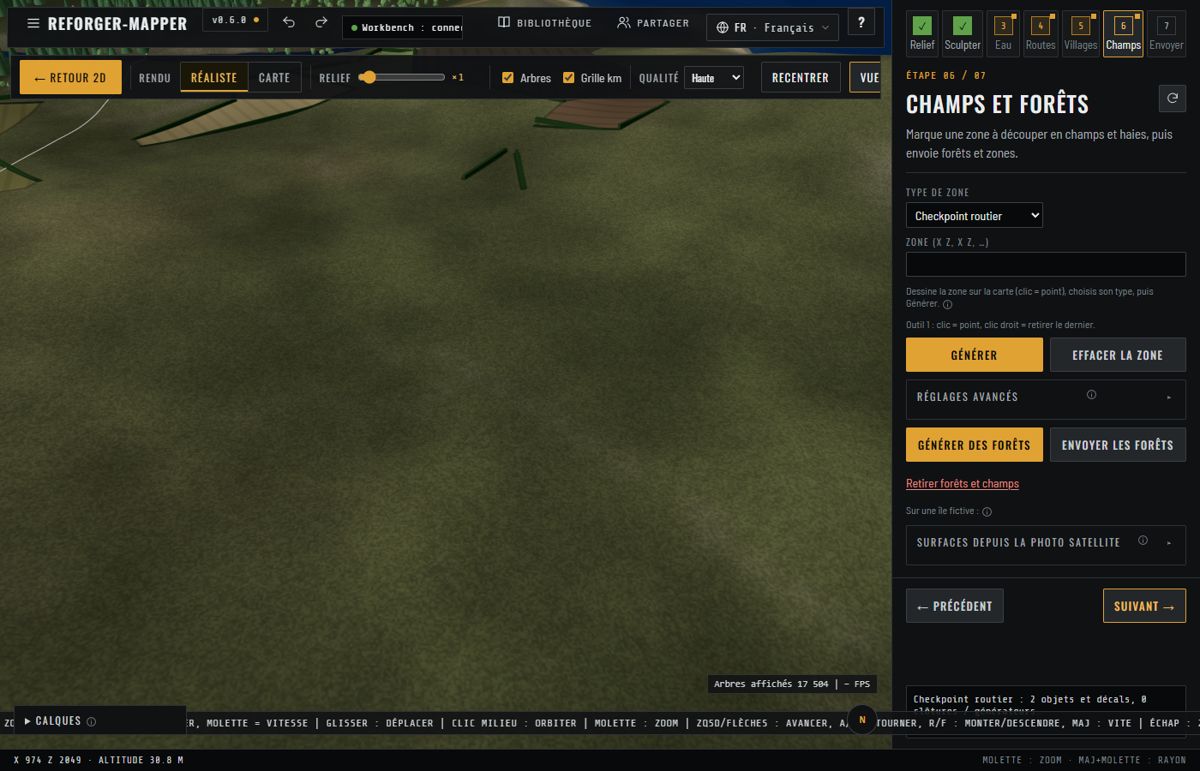 REFORGER-MAPPER
v0.6.0
Workbench : connec
BIBLIOTHÈQUE
PARTAGER
FR · Français
?
← RETOUR 2D
RENDU
RÉALISTE
CARTE
RELIEF
×1
Arbres
Grille km
QUALITÉ
Haute
RECENTRER
VUE
✓ Relief
✓ Sculpter
3 Eau
4 Routes
5 Villages
6 Champs
7 Envoyer
ÉTAPE 06 / 07
CHAMPS ET FORÊTS
Marque une zone à découper en champs et haies, puis
envoie forêts et zones.
TYPE DE ZONE
Checkpoint routier
ZONE (X Z, X Z, …)
Dessine la zone sur la carte (clic = point), choisis son type, puis
Générer.
Outil 1 : clic = point, clic droit = retirer le dernier.
GÉNÉRER
EFFACER LA ZONE
RÉGLAGES AVANCÉS
GÉNÉRER DES FORÊTS
ENVOYER LES FORÊTS
Retirer forêts et champs
Sur une île fictive :
SURFACES DEPUIS LA PHOTO SATELLITE
← PRÉCÉDENT
SUIVANT →
Checkpoint routier : 2 objets et décals, 0
Arbres affichés 17 504 | – FPS
▶ CALQUES
ER, MOLETTE = VITESSE | GLISSER : DÉPLACER | CLIC MILIEU : ORBITER | MOLETTE : ZOOM | ZQSD/FLÈCHES : AVANCER, A/
N
TOURNER, R/F : MONTER/DESCENDRE, MAJ : VITE | ÉCHAP :
X 974 Z 2049 · ALTITUDE 30.8 M
MOLETTE : ZOOM · MAJ+MOLETTE : RAYON